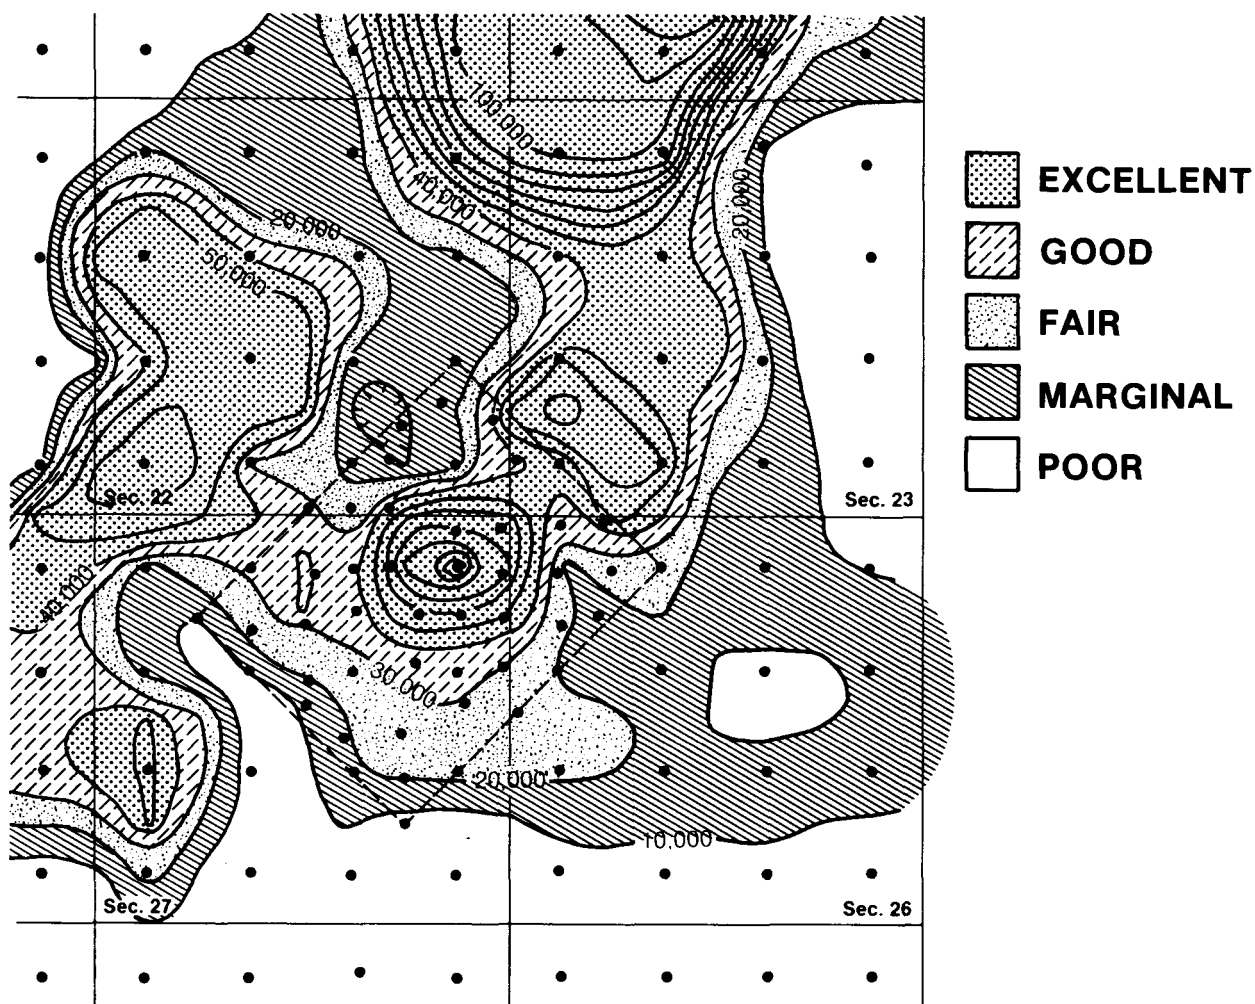 100,000
40,000
20,000
20,000
50,000
EXCELLENT
GOOD
FAIR
MARGINAL
POOR
Sec. 22
Sec. 23
40,000
30,000
20,000
10,000
Sec. 27
Sec. 26